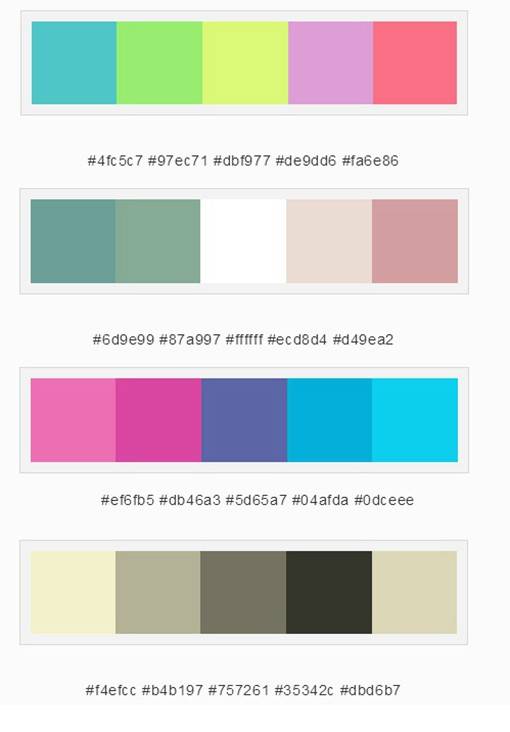 #4fc5c7 #97ec71 #dbf977 #de9dd6 #fa6e86
#6d9e99 #87a997 #ffffff #ecd8d4 #d49ea2
#ef6fb5 #db46a3 #5d65a7 #04afda #0dceee
#f4efcc #b4b197 #757261 #35342c #dbd6b7